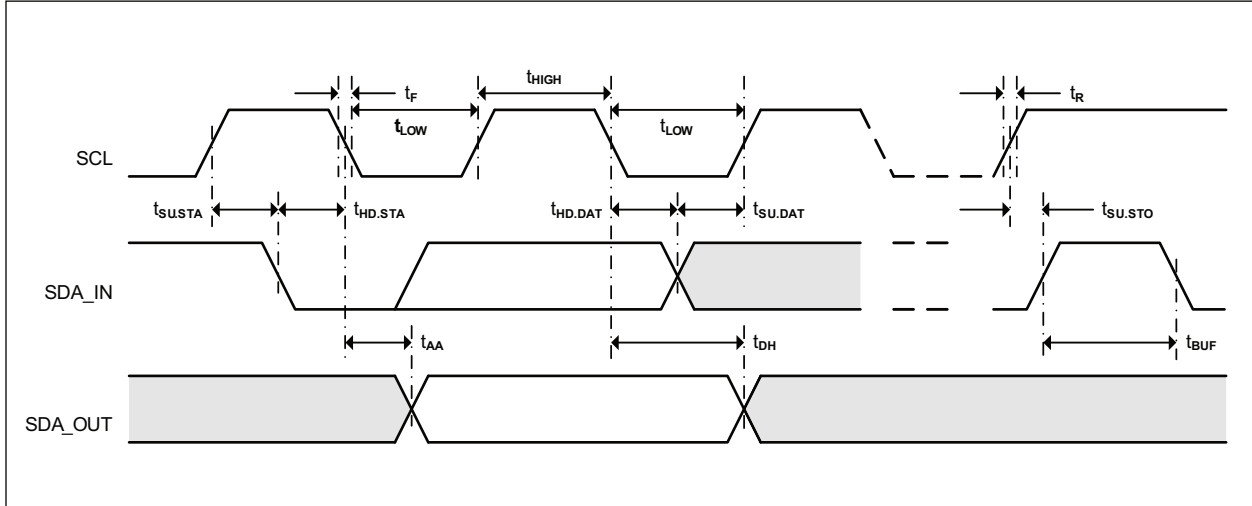 tHIGH
tF
tR
tLOW
tLOW
SCL
tSU.STA
tHD.STA
tHD.DAT
tSU.DAT
tSU.STO
SDA_IN
tAA
tDH
tBUF
SDA_OUT